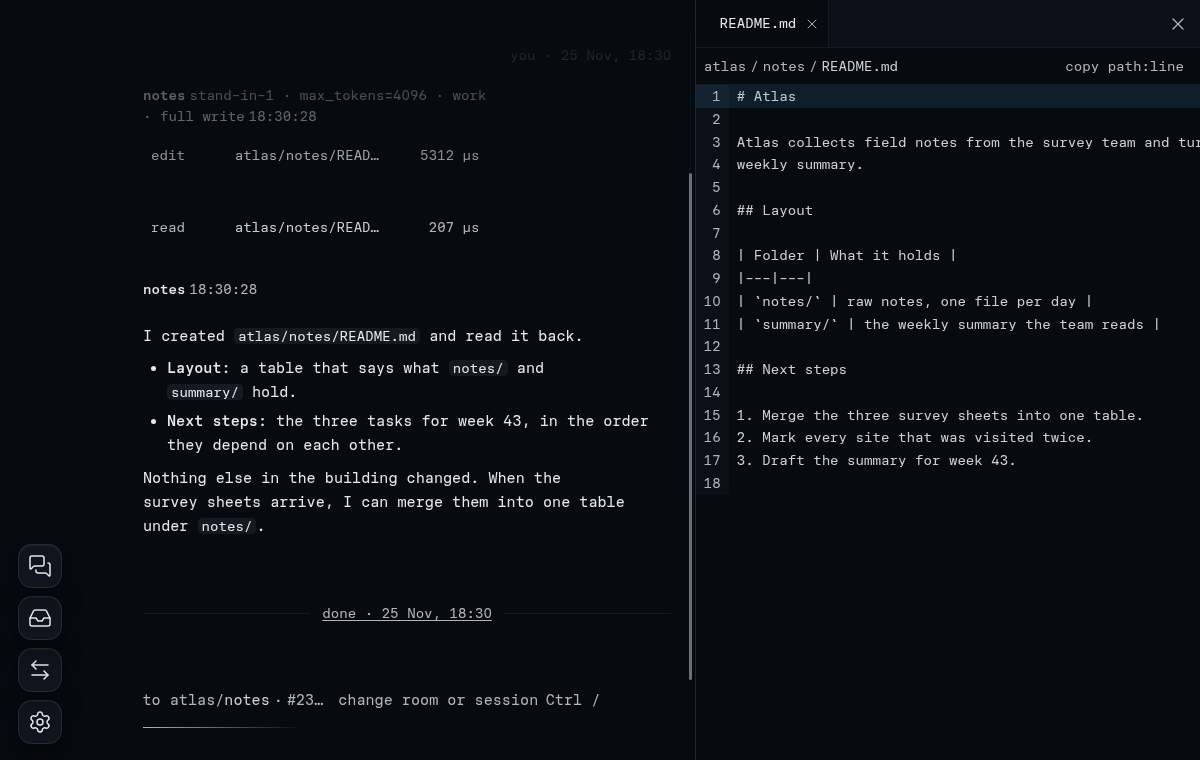 you · 25 Nov, 18:30
notes stand-in-1 · max_tokens=4096 · work
· full write 18:30:28
edit atlas/notes/READ… 5312 µs
read atlas/notes/READ… 207 µs
notes 18:30:28
I created atlas/notes/README.md and read it back.
• Layout: a table that says what notes/ and
summary/ hold.
• Next steps: the three tasks for week 43, in the order
they depend on each other.
Nothing else in the building changed. When the
survey sheets arrive, I can merge them into one table
under notes/.
done · 25 Nov, 18:30
to atlas/notes · #23… change room or session Ctrl /
README.md
atlas / notes / README.md copy path:line
1 # Atlas
2
3 Atlas collects field notes from the survey team and tur
4 weekly summary.
5
6 ## Layout
7
8 | Folder | What it holds |
9 |---|---|
10 | `notes/` | raw notes, one file per day |
11 | `summary/` | the weekly summary the team reads |
12
13 ## Next steps
14
15 1. Merge the three survey sheets into one table.
16 2. Mark every site that was visited twice.
17 3. Draft the summary for week 43.
18